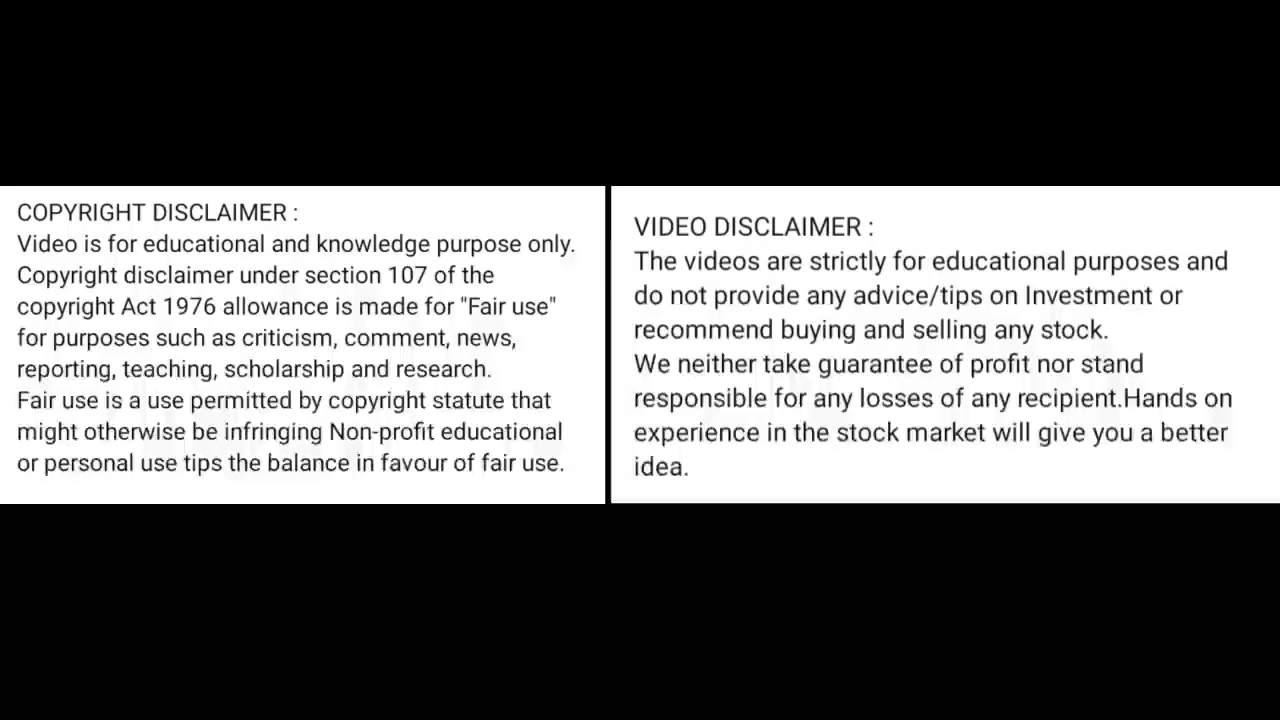 COPYRIGHT DISCLAIMER :
Video is for educational and knowledge purpose only.
Copyright disclaimer under section 107 of the
copyright Act 1976 allowance is made for "Fair use"
for purposes such as criticism, comment, news,
reporting, teaching, scholarship and research.
Fair use is a use permitted by copyright statute that
might otherwise be infringing Non-profit educational
or personal use tips the balance in favour of fair use.
VIDEO DISCLAIMER :
The videos are strictly for educational purposes and
do not provide any advice/tips on Investment or
recommend buying and selling any stock.
We neither take guarantee of profit nor stand
responsible for any losses of any recipient.Hands on
experience in the stock market will give you a better
idea.